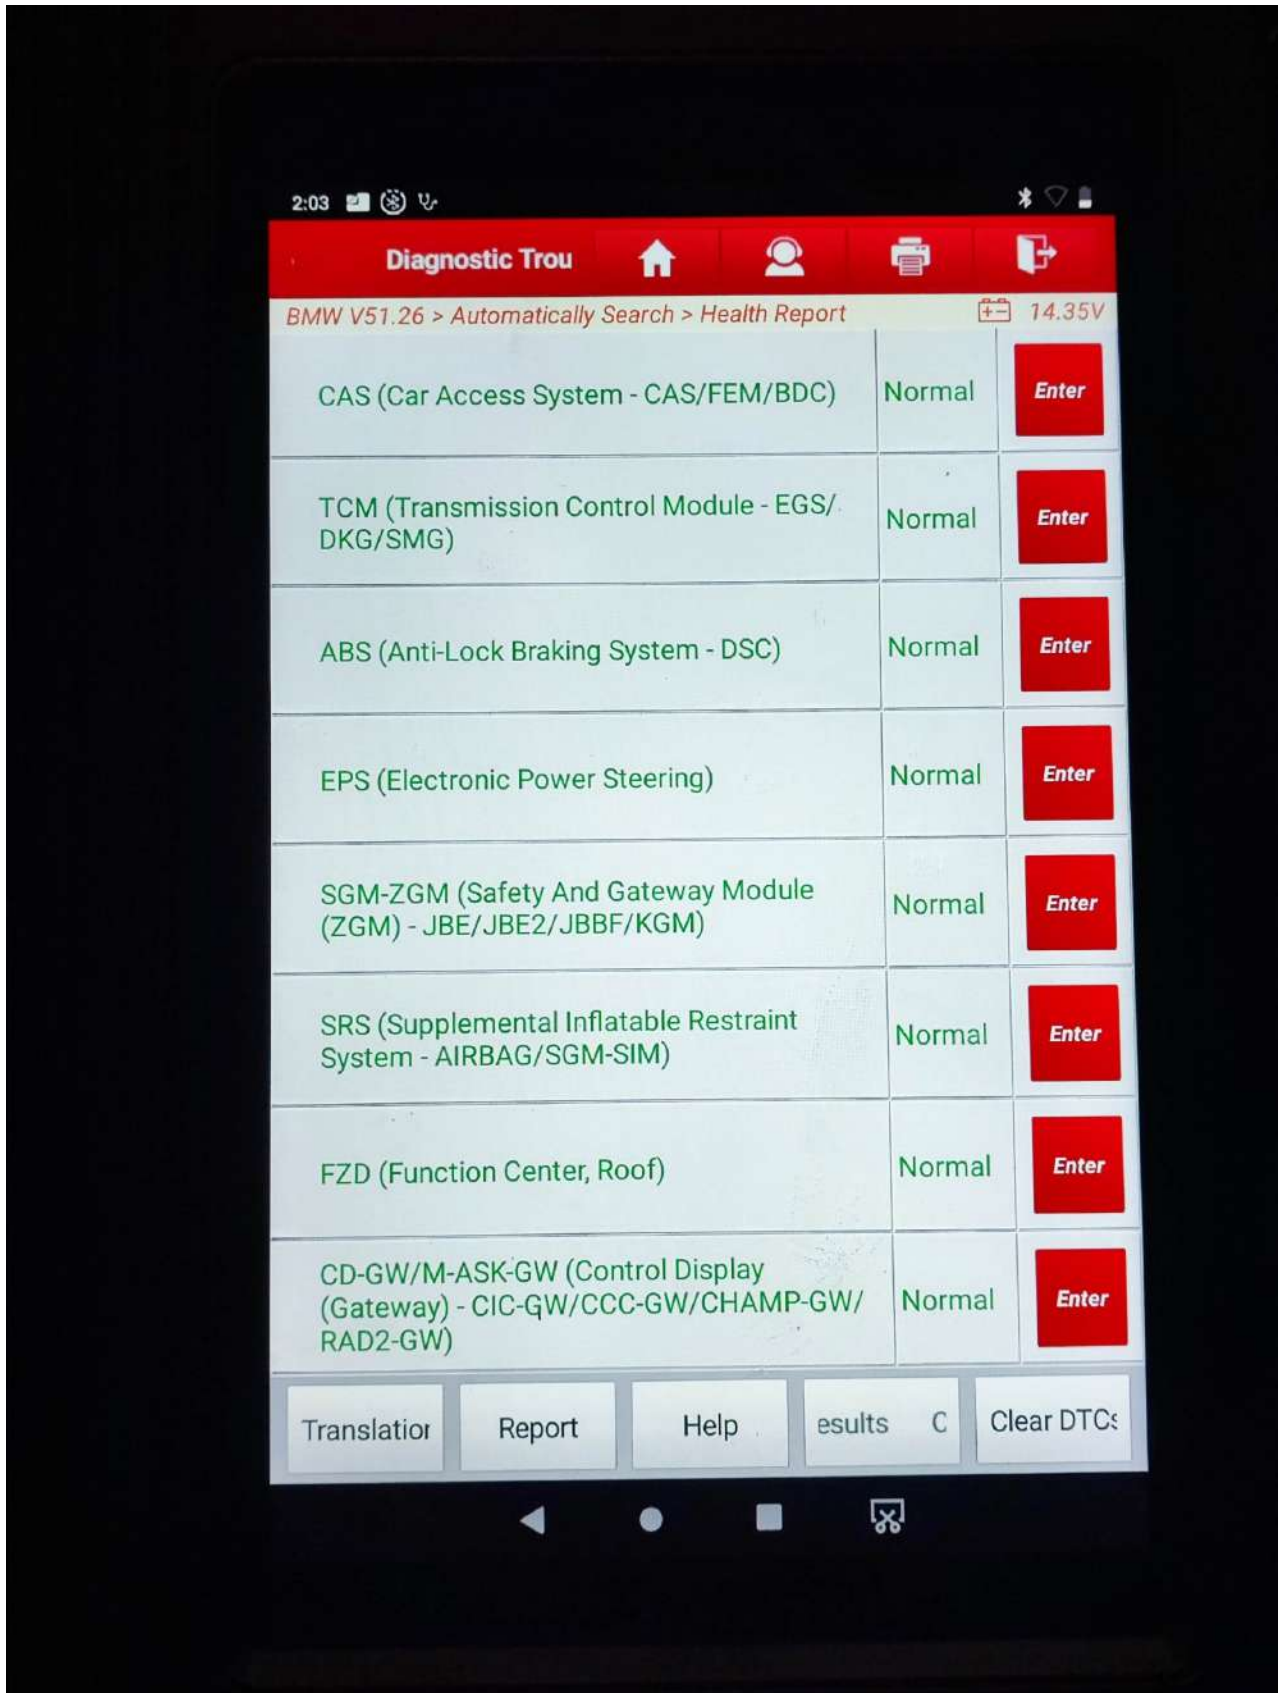 2:03
Diagnostic Trou
BMW V51.26 > Automatically Search > Health Report 14.35V
CAS (Car Access System - CAS/FEM/BDC) Normal Enter
TCM (Transmission Control Module - EGS/
DKG/SMG) Normal Enter
ABS (Anti-Lock Braking System - DSC) Normal Enter
EPS (Electronic Power Steering) Normal Enter
SGM-ZGM (Safety And Gateway Module
(ZGM) - JBE/JBE2/JBBF/KGM) Normal Enter
SRS (Supplemental Inflatable Restraint
System - AIRBAG/SGM-SIM) Normal Enter
FZD (Function Center, Roof) Normal Enter
CD-GW/M-ASK-GW (Control Display
(Gateway) - CIC-GW/CCC-GW/CHAMP-GW/ Normal Enter
RAD2-GW)
Translation Report Help esults C Clear DTCs